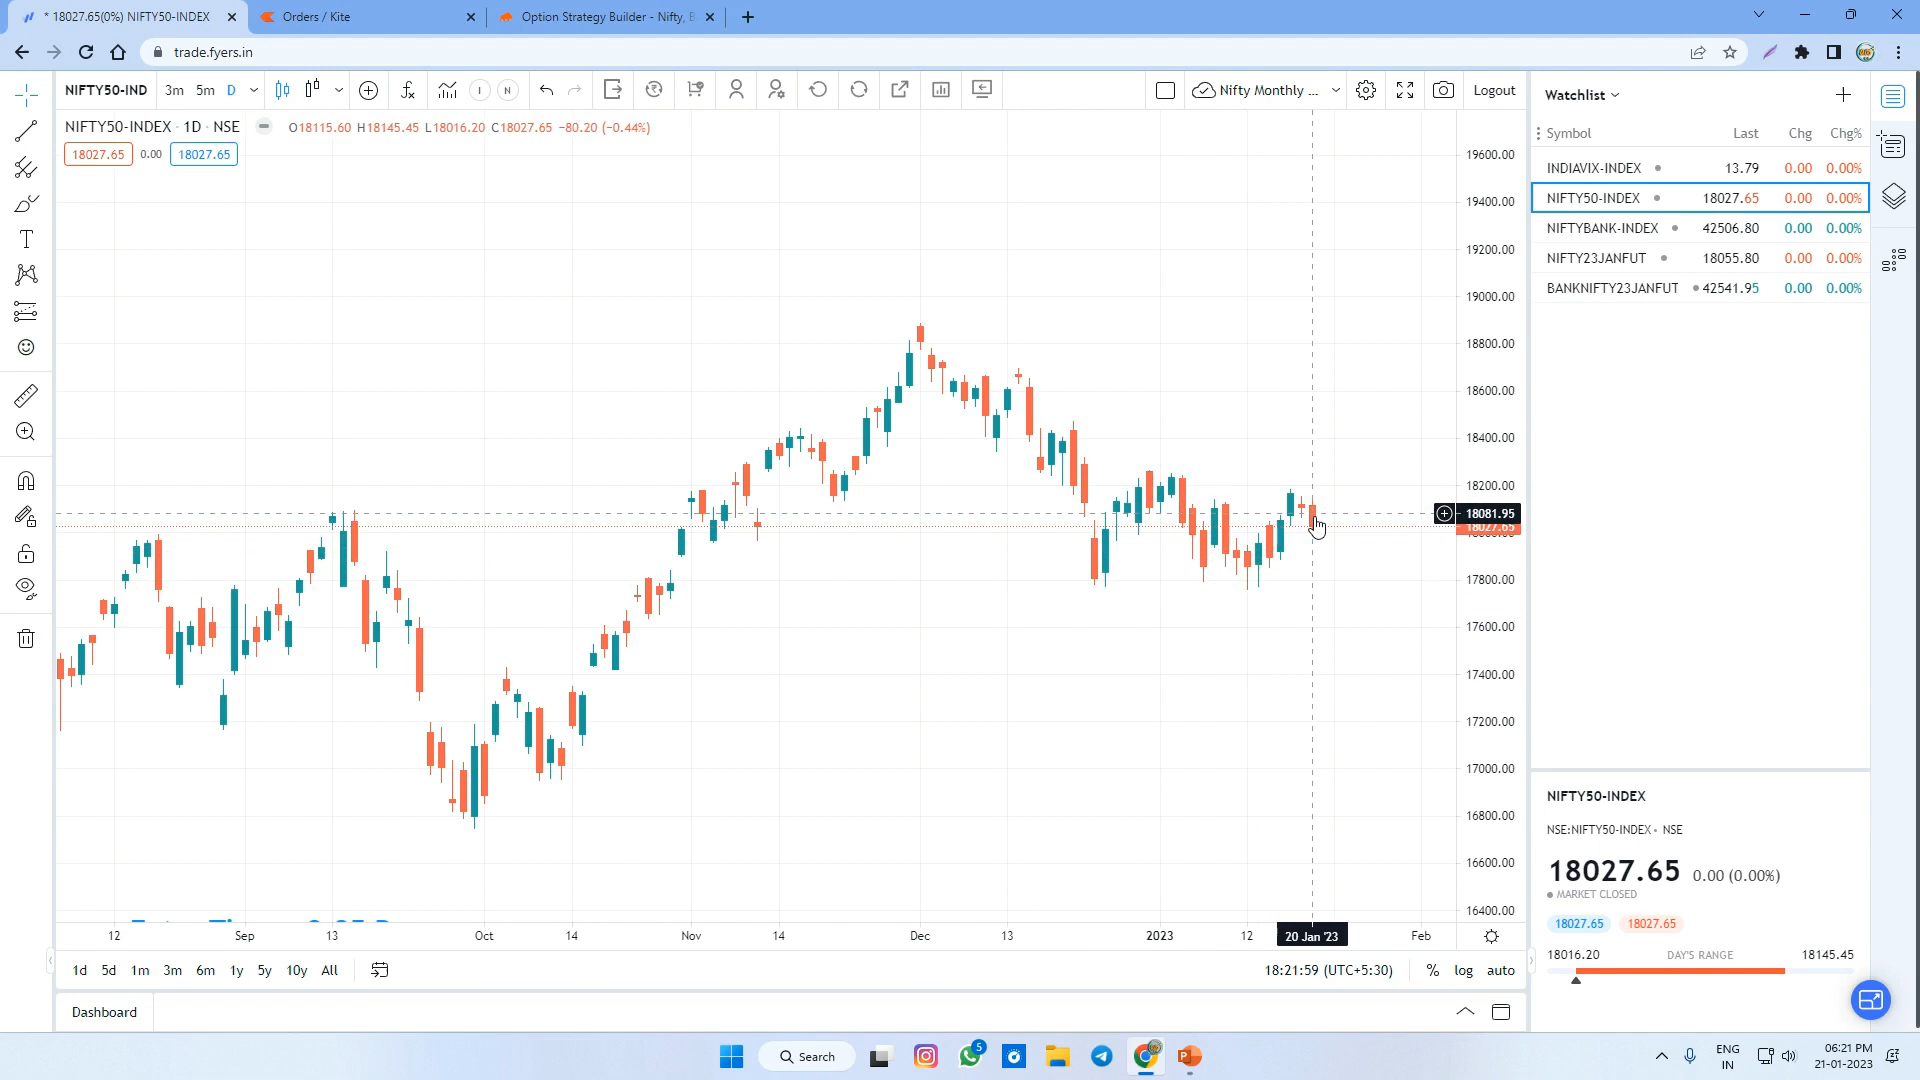 * 18027.65(0%) NIFTY50-INDEX
Orders / Kite
Option Strategy Builder - Nifty, B
trade.fyers.in
NIFTY50-IND 3m 5m D
I N
Nifty Monthly ... Logout
NIFTY50-INDEX · 1D · NSE O18115.60 H18145.45 L18016.20 C18027.65 −80.20 (−0.44%)
18027.65 0.00 18027.65
19600.00
19400.00
19200.00
19000.00
18800.00
18600.00
18400.00
18200.00
18081.95
18027.65
18000.00
17800.00
17600.00
17400.00
17200.00
17000.00
16800.00
16600.00
16400.00
12 Sep 13 Oct 14 Nov 14 Dec 13 2023 12 20 Jan '23 Feb
1d 5d 1m 3m 6m 1y 5y 10y All
18:21:59 (UTC+5:30) % log auto
Dashboard
Watchlist
Symbol Last Chg Chg%
INDIAVIX-INDEX 13.79 0.00 0.00%
NIFTY50-INDEX 18027.65 0.00 0.00%
NIFTYBANK-INDEX 42506.80 0.00 0.00%
NIFTY23JANFUT 18055.80 0.00 0.00%
BANKNIFTY23JANFUT 42541.95 0.00 0.00%
NIFTY50-INDEX
NSE:NIFTY50-INDEX • NSE
18027.65 0.00 (0.00%)
MARKET CLOSED
18027.65 18027.65
18016.20 DAY'S RANGE 18145.45
Search
5
ENG
IN
06:21 PM
21-01-2023